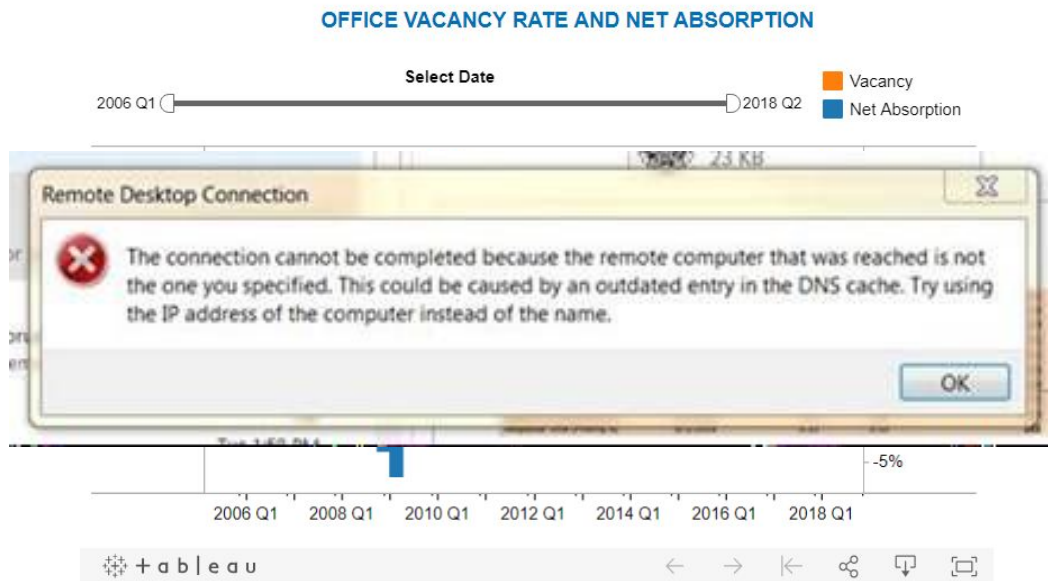 OFFICE VACANCY RATE AND NET ABSORPTION
Select Date
2006 Q1
2018 Q2
Vacancy
Net Absorption
23 KB
Remote Desktop Connection
The connection cannot be completed because the remote computer that was reached is not
the one you specified. This could be caused by an outdated entry in the DNS cache. Try using
the IP address of the computer instead of the name.
OK
-5%
2006 Q1 2008 Q1 2010 Q1 2012 Q1 2014 Q1 2016 Q1 2018 Q1
+ableau